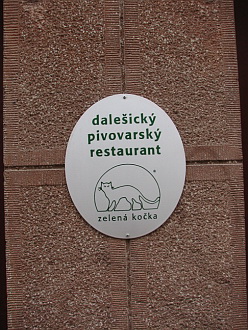 dalešický
pivovarský
restaurant
zelená kočka